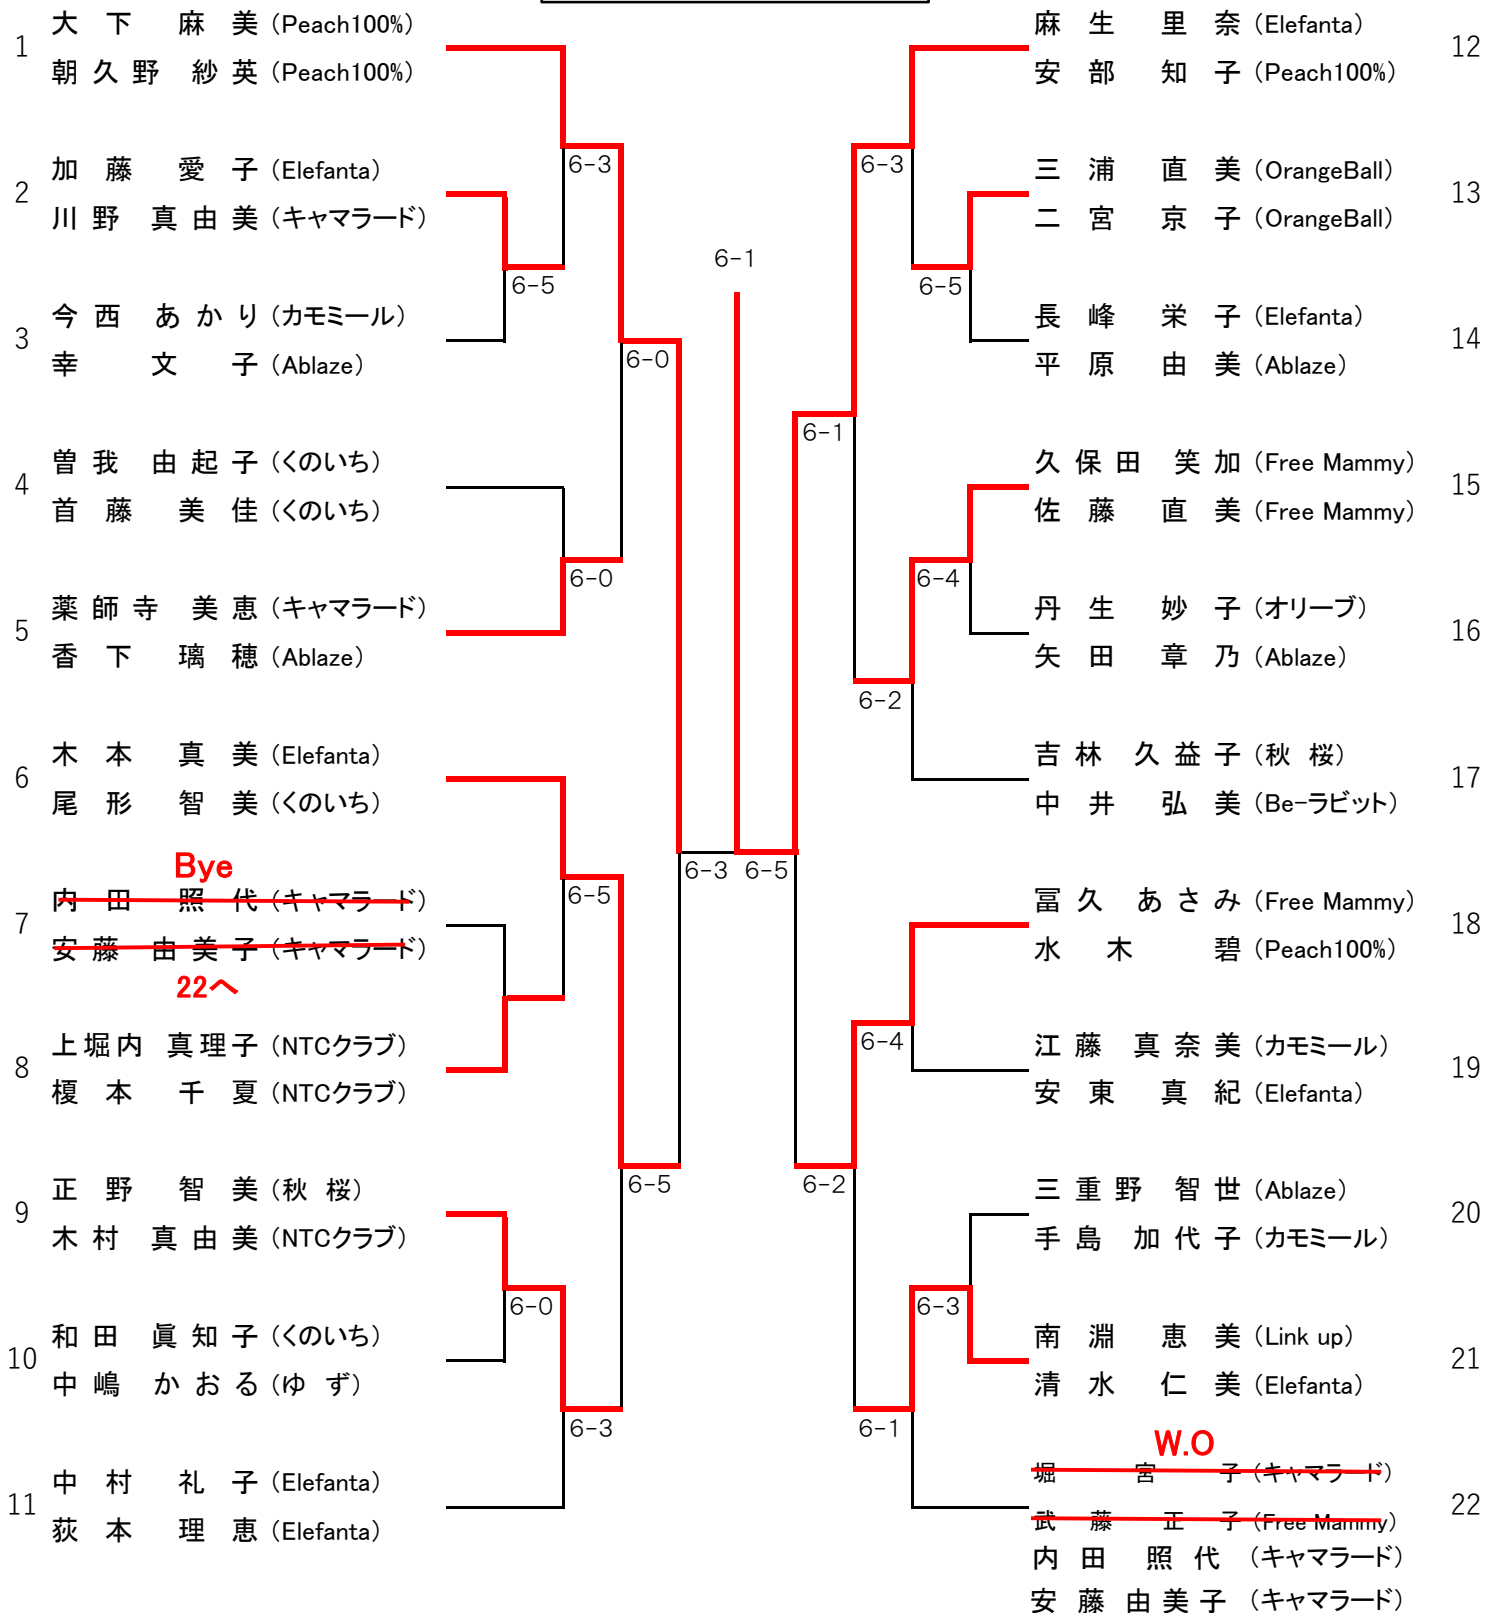 1
大下 麻美 (Peach100%)
朝久野 紗英 (Peach100%)
2
加藤 愛子 (Elefanta)
川野 真由美 (キャマラード)
3
今西 あかり (カモミール)
幸 文子 (Ablaze)
4
曽我 由起子 (くのいち)
首藤 美佳 (くのいち)
5
薬師寺 美恵 (キャマラード)
香下 璃穂 (Ablaze)
6
木本 真美 (Elefanta)
尾形 智美 (くのいち)
Bye
7
内田 照代 (キャマラード)
安藤 由美子 (キャマラード)
22へ
8
上堀内 真理子 (NTCクラブ)
榎本 千夏 (NTCクラブ)
9
正野 智美 (秋桜)
木村 真由美 (NTCクラブ)
10
和田 眞知子 (くのいち)
中嶋 かおる (ゆず)
11
中村 礼子 (Elefanta)
荻本 理恵 (Elefanta)
6-3
6-5
6-0
6-0
6-5
6-5
6-0
6-3
6-3
6-1
6-5
6-3
6-5
6-1
6-4
6-2
6-4
6-2
6-3
6-1
麻生 里奈 (Elefanta)
安部 知子 (Peach100%)
12
三浦 直美 (OrangeBall)
二宮 京子 (OrangeBall)
13
長峰 栄子 (Elefanta)
平原 由美 (Ablaze)
14
久保田 笑加 (Free Mammy)
佐藤 直美 (Free Mammy)
15
丹生 妙子 (オリーブ)
矢田 章乃 (Ablaze)
16
吉林 久益子 (秋桜)
中井 弘美 (Be-ラビット)
17
冨久 あさみ (Free Mammy)
水木 碧 (Peach100%)
18
江藤 真奈美 (カモミール)
安東 真紀 (Elefanta)
19
三重野 智世 (Ablaze)
手島 加代子 (カモミール)
20
南淵 恵美 (Link up)
清水 仁美 (Elefanta)
21
W.O
堀 宮子 (キャマラード)
武藤 正子 (Free Mammy)
22
内田 照代 (キャマラード)
安藤 由美子 (キャマラード)